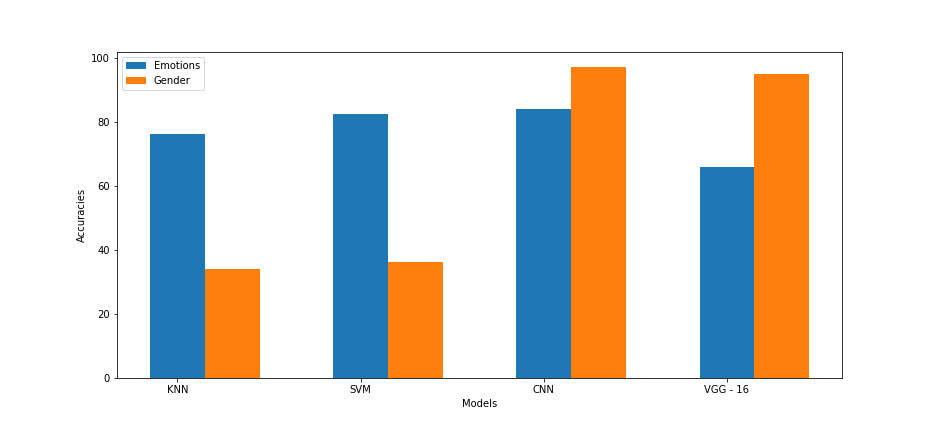 Emotions
Gender
100
80
60
40
20
0
Accuracies
KNN
SVM
CNN
VGG - 16
Models